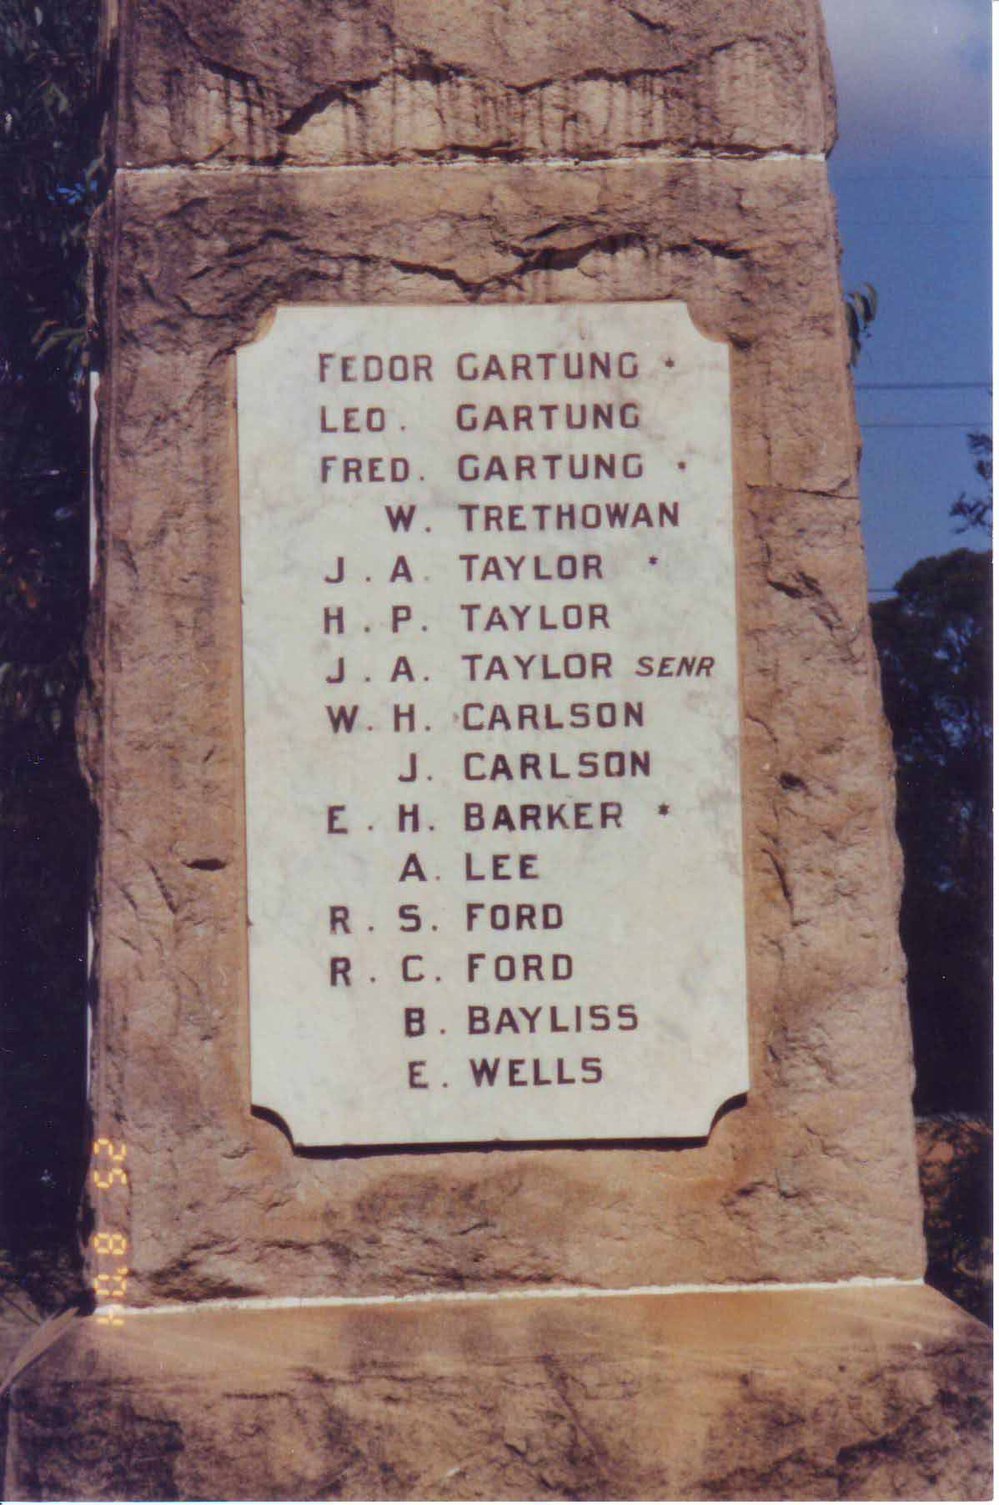 FEDOR GARTUNG *
LEO. GARTUNG
FRED. GARTUNG *
W. TRETHOWAN
J. A. TAYLOR *
H. P. TAYLOR
J. A. TAYLOR SENR
W. H. CARLSON
J. CARLSON
E. H. BARKER *
A. LEE
R. S. FORD
R. C. FORD
B. BAYLISS
E. WELLS